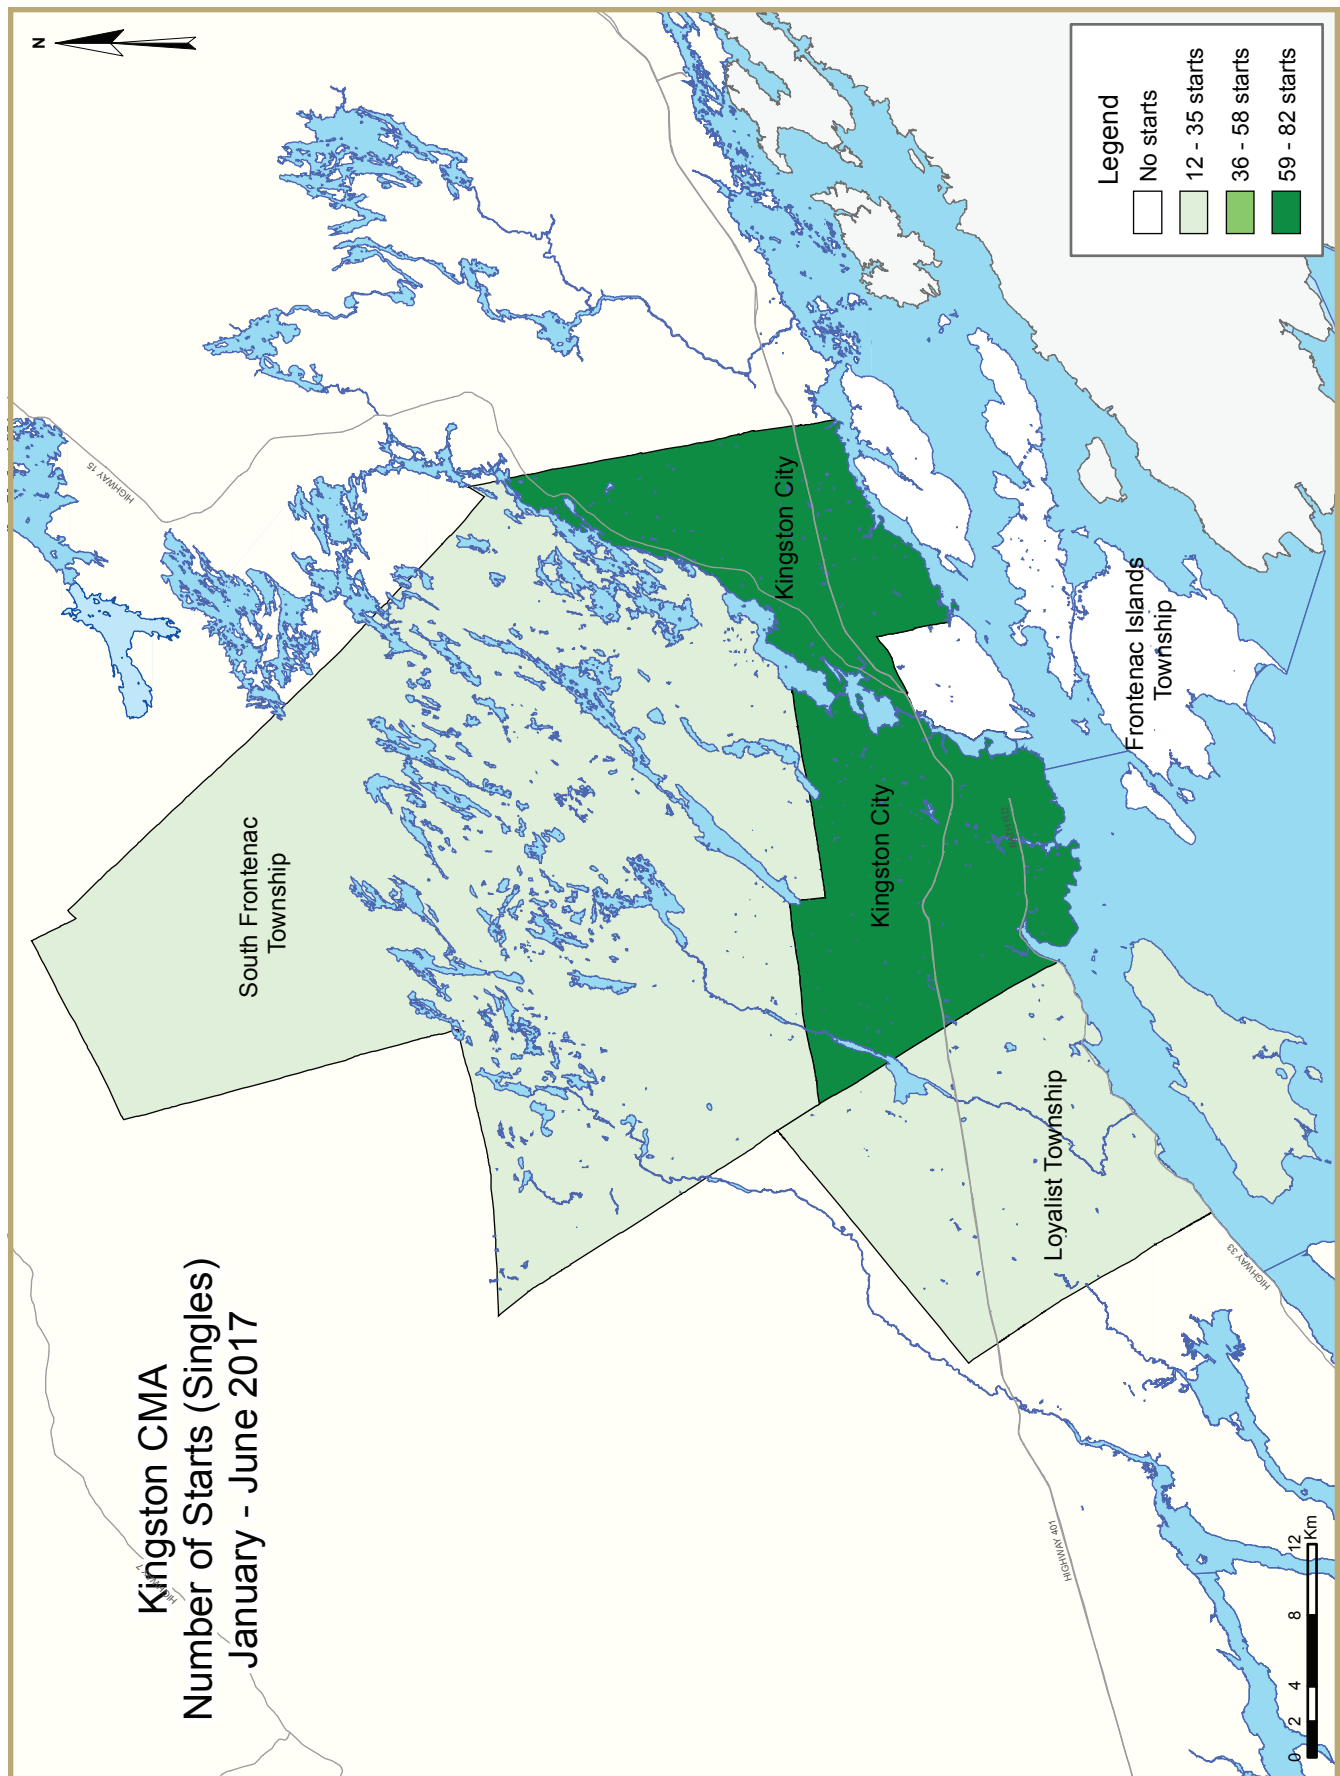 Kingston CMA
Number of Starts (Singles)
January - June 2017
N
HIGHWAY 7
HIGHWAY 15
South Frontenac
Township
Kingston City
Kingston City
Loyalist Township
Frontenac Islands
Township
HIGHWAY 33
HIGHWAY 401
Legend
No starts
12 - 35 starts
36 - 58 starts
59 - 82 starts
0 2 4 8 12
Km